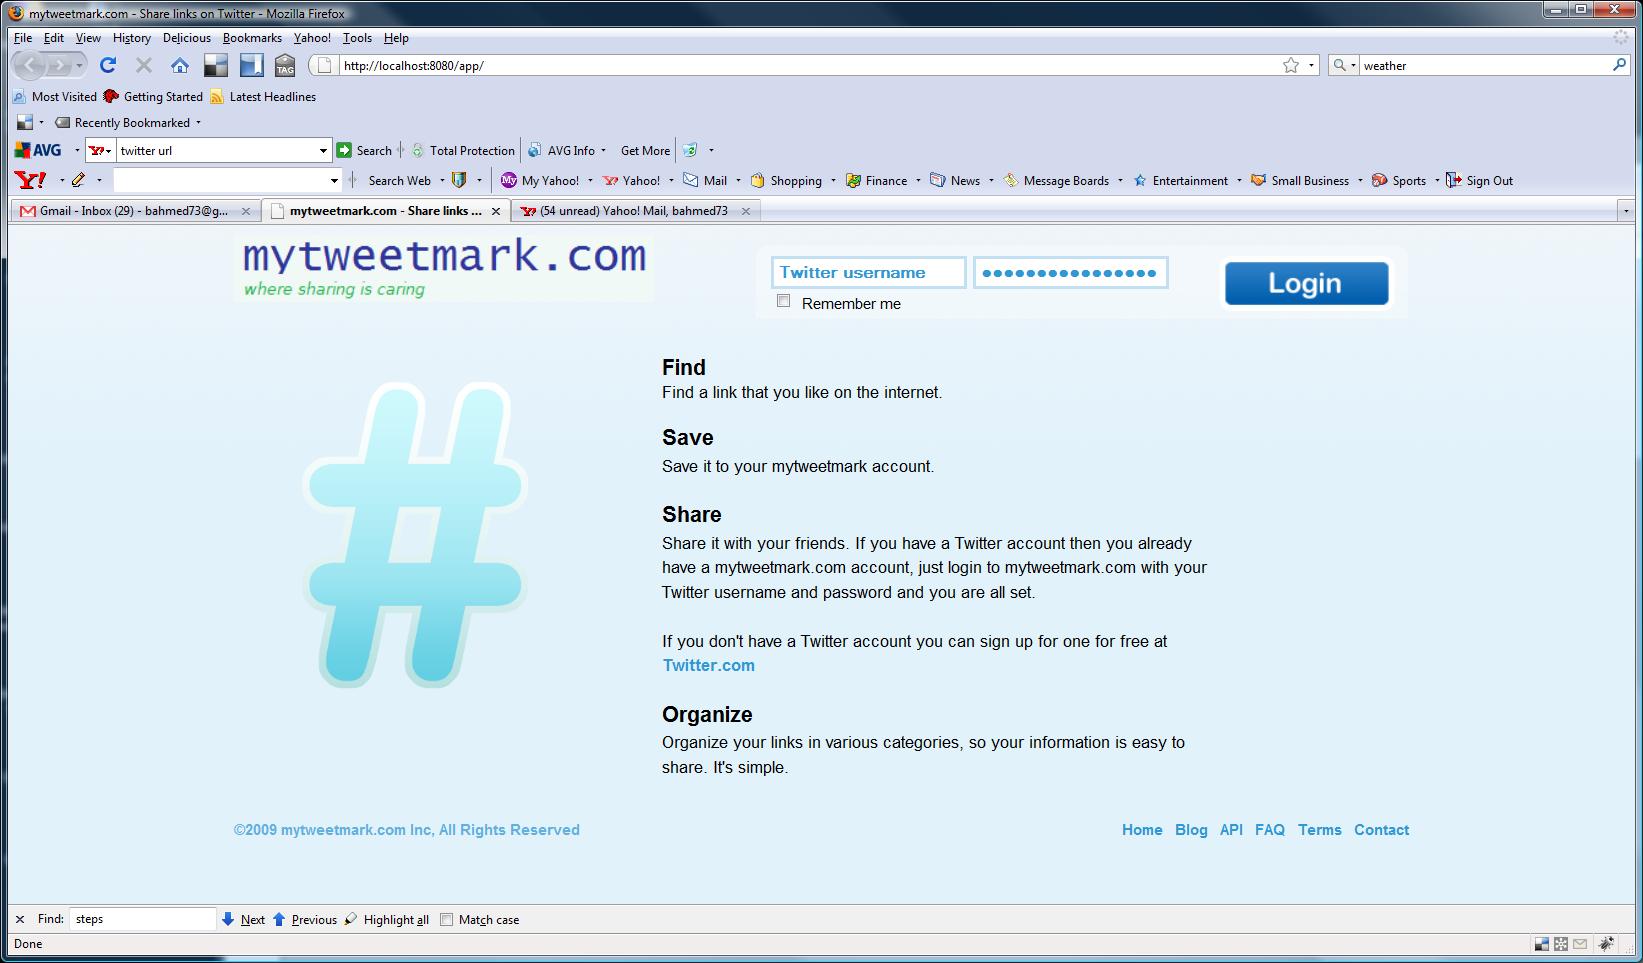 mytweetmark.com - Share links on Twitter - Mozilla Firefox
File Edit View History Delicious Bookmarks Yahoo! Tools Help
TAG http://localhost:8080/app/ weather
Most Visited Getting Started Latest Headlines
Recently Bookmarked
AVG Y! twitter url Search Total Protection AVG Info Get More
Y! Search Web My My Yahoo! Y! Yahoo! Mail Shopping Finance News Message Boards Entertainment Small Business Sports Sign Out
Gmail - Inbox (29) - bahmed73@g... mytweetmark.com - Share links ... Y! (54 unread) Yahoo! Mail, bahmed73
mytweetmark.com
where sharing is caring
Twitter username •••••••••••••••• Login
Remember me
#
Find
Find a link that you like on the internet.
Save
Save it to your mytweetmark account.
Share
Share it with your friends. If you have a Twitter account then you already
have a mytweetmark.com account, just login to mytweetmark.com with your
Twitter username and password and you are all set.
If you don't have a Twitter account you can sign up for one for free at
Twitter.com
Organize
Organize your links in various categories, so your information is easy to
share. It's simple.
©2009 mytweetmark.com Inc, All Rights Reserved Home Blog API FAQ Terms Contact
Find: steps Next Previous Highlight all Match case
Done